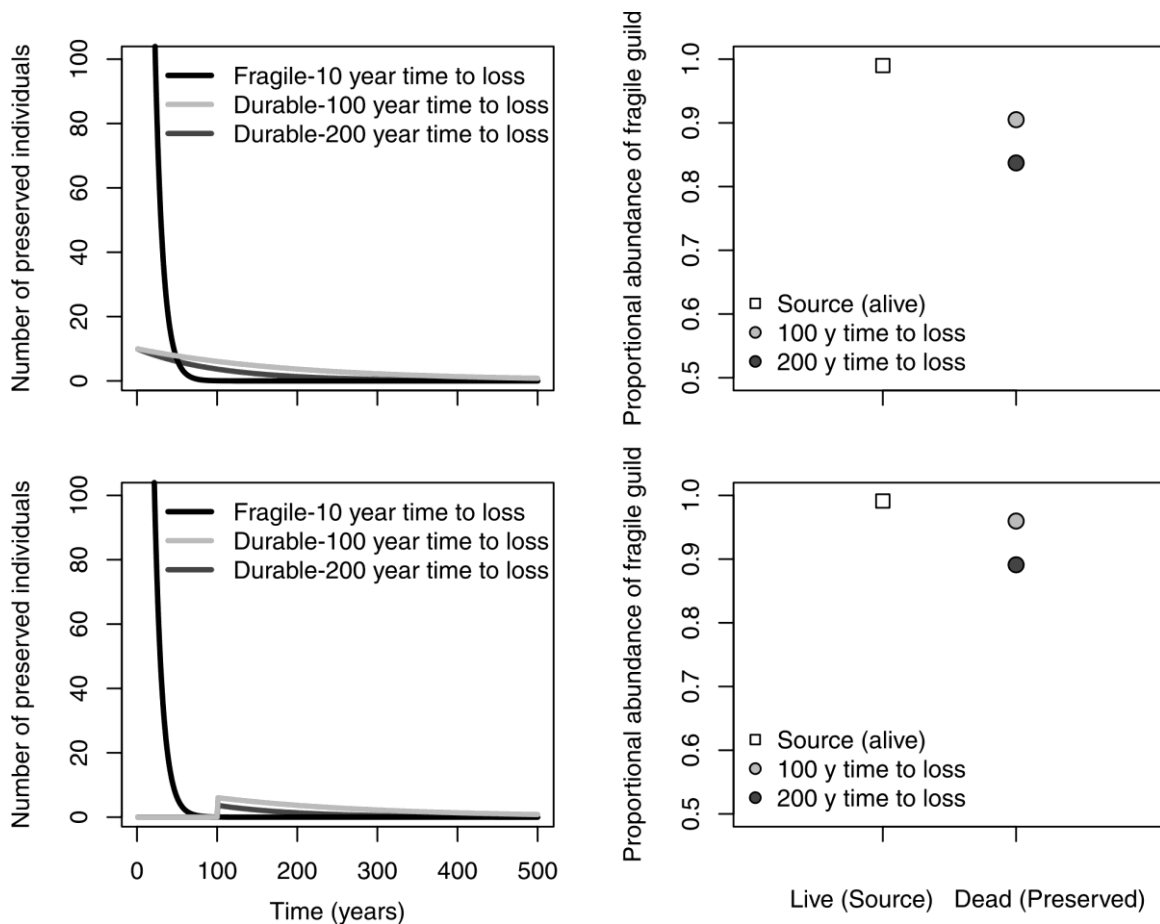 Number of preserved individuals
100
80
60
40
20
0
Fragile-10 year time to loss
Durable-100 year time to loss
Durable-200 year time to loss
0 100 200 300 400 500
Proportional abundance of fragile guild
1.0
0.9
0.8
0.7
0.6
0.5
Source (alive)
100 y time to loss
200 y time to loss
Number of preserved individuals
100
80
60
40
20
0
Fragile-10 year time to loss
Durable-100 year time to loss
Durable-200 year time to loss
0 100 200 300 400 500
Time (years)
Proportional abundance of fragile guild
1.0
0.9
0.8
0.7
0.6
0.5
Source (alive)
100 y time to loss
200 y time to loss
Live (Source) Dead (Preserved)